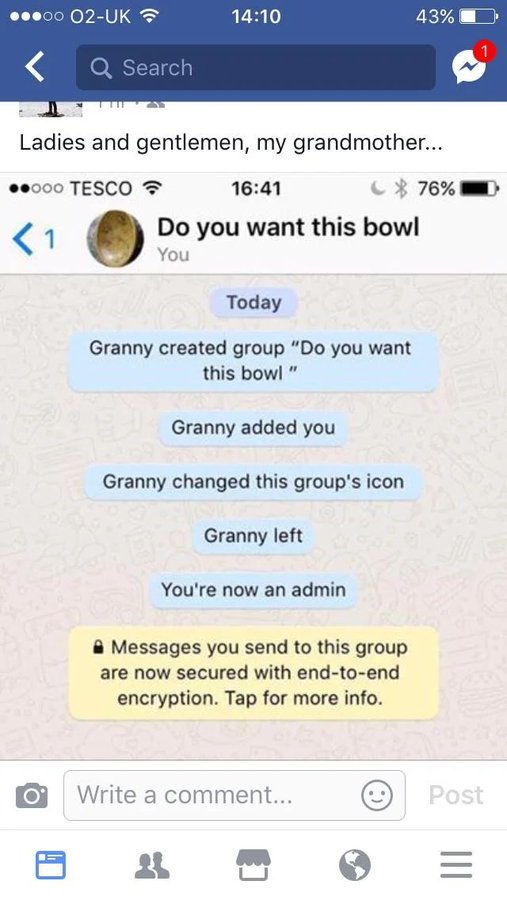 O2-UK 14:10 43%
Search
1
Ladies and gentlemen, my grandmother...
TESCO 16:41 76%
1 Do you want this bowl
You
Today
Granny created group “Do you want
this bowl ”
Granny added you
Granny changed this group's icon
Granny left
You're now an admin
Messages you send to this group
are now secured with end-to-end
encryption. Tap for more info.
Write a comment... Post